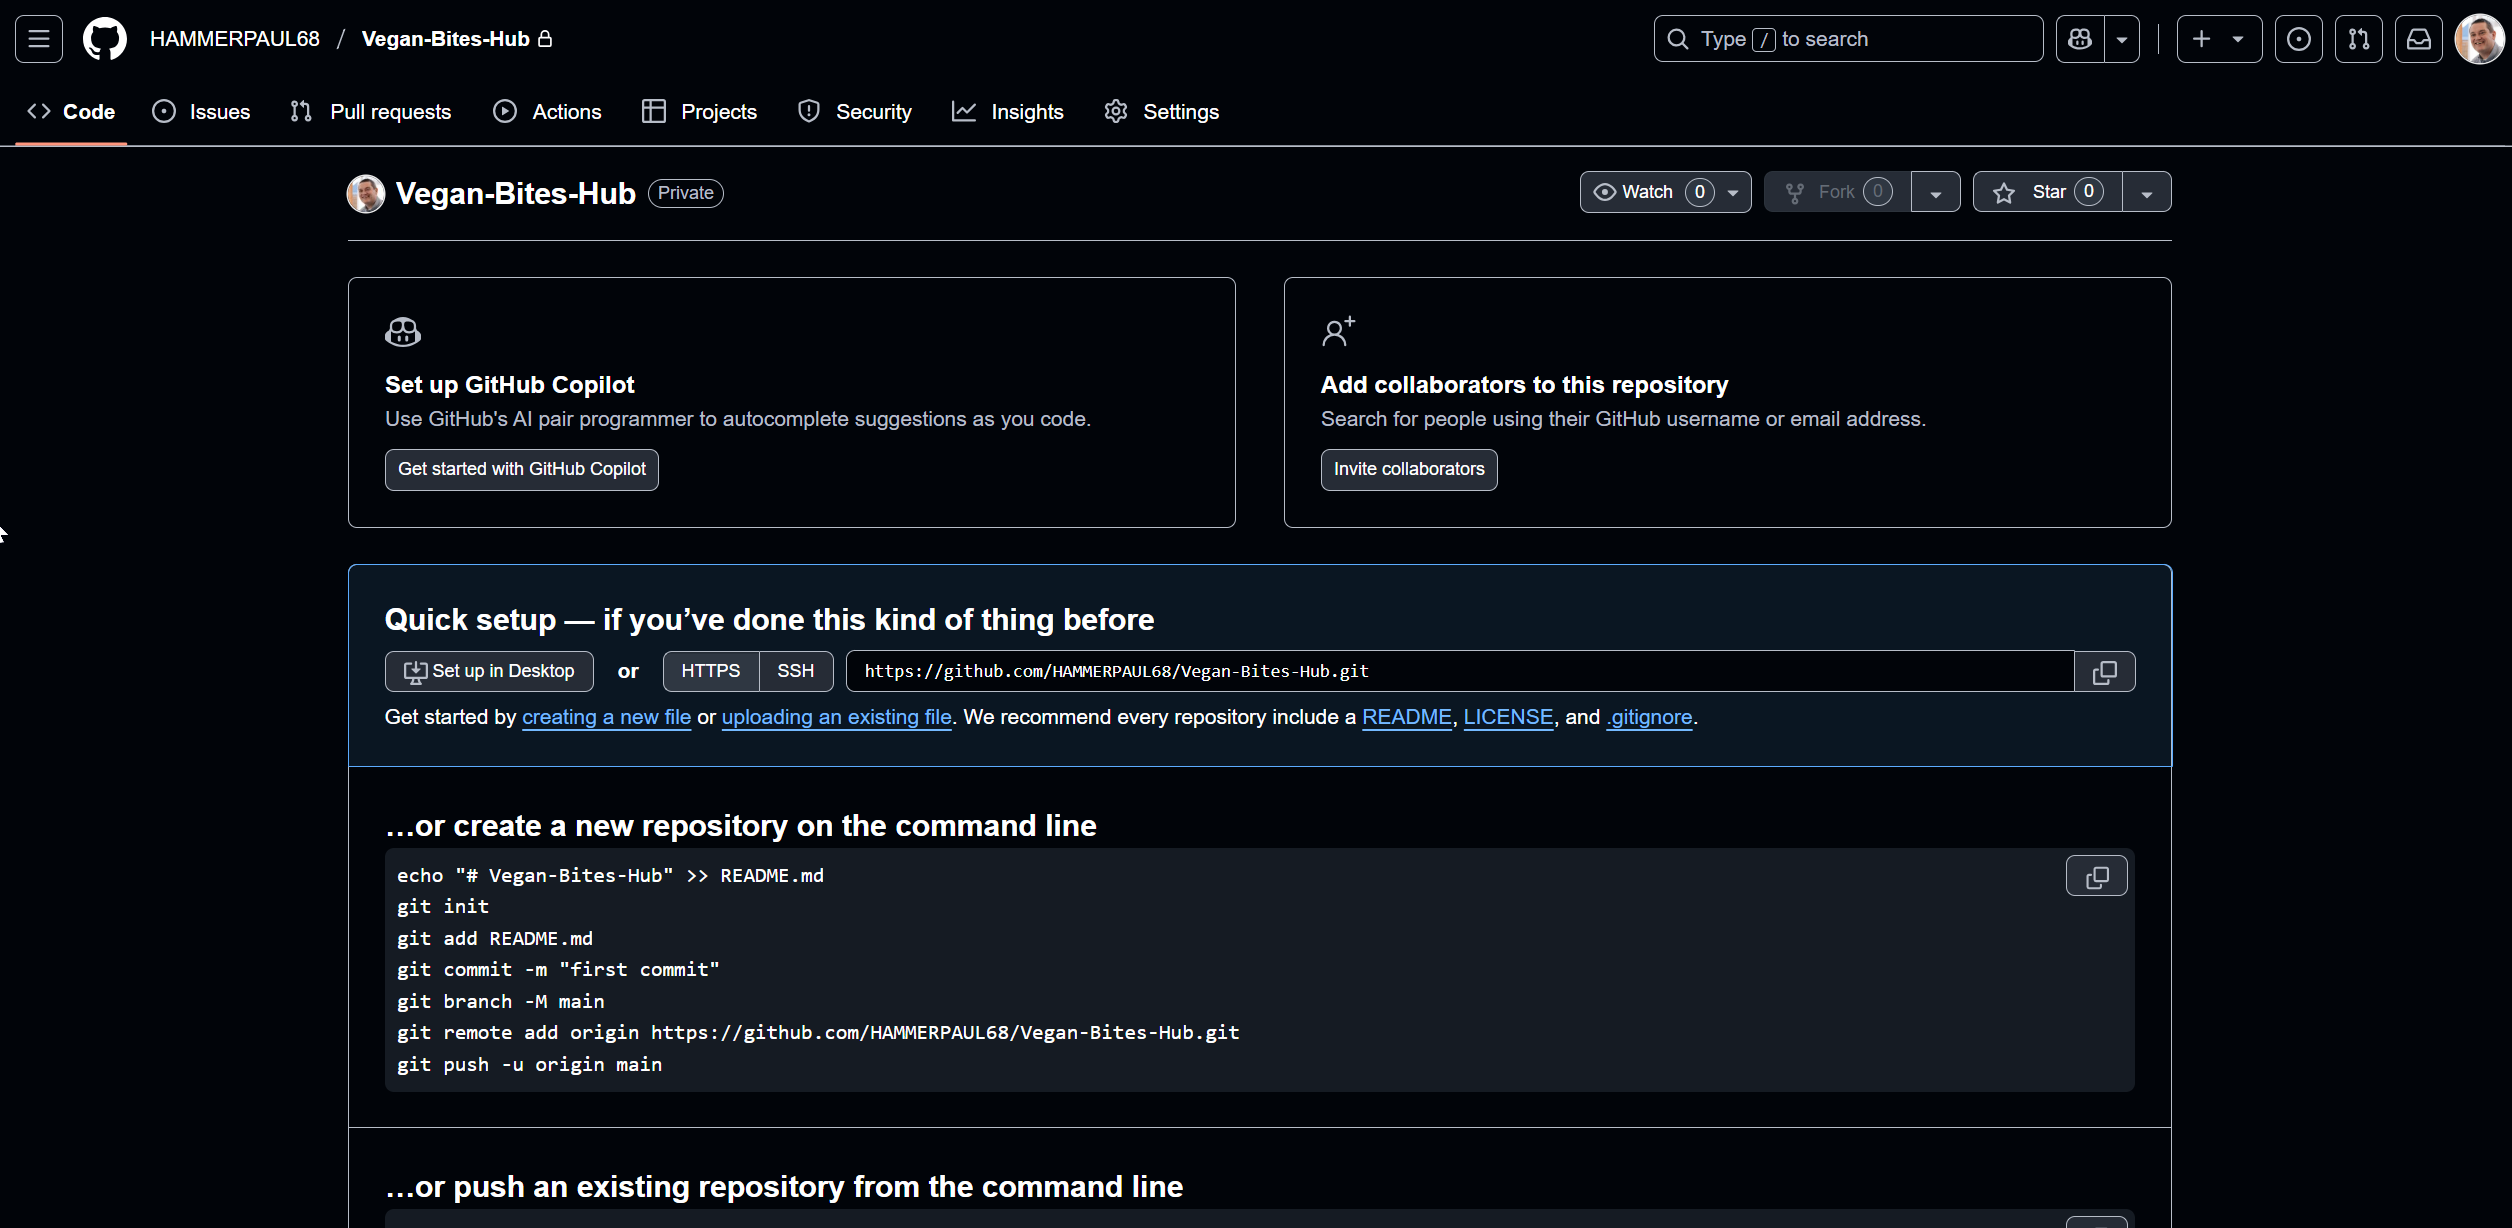 HAMMERPAUL68 / Vegan-Bites-Hub
Type / to search
Code Issues Pull requests Actions Projects Security Insights Settings
Vegan-Bites-Hub Private
Watch 0 Fork 0 Star 0
Set up GitHub Copilot
Use GitHub's AI pair programmer to autocomplete suggestions as you code.
Get started with GitHub Copilot
Add collaborators to this repository
Search for people using their GitHub username or email address.
Invite collaborators
Quick setup — if you’ve done this kind of thing before
Set up in Desktop or HTTPS SSH https://github.com/HAMMERPAUL68/Vegan-Bites-Hub.git
Get started by creating a new file or uploading an existing file. We recommend every repository include a README, LICENSE, and .gitignore.
…or create a new repository on the command line
echo "# Vegan-Bites-Hub" >> README.md
git init
git add README.md
git commit -m "first commit"
git branch -M main
git remote add origin https://github.com/HAMMERPAUL68/Vegan-Bites-Hub.git
git push -u origin main
…or push an existing repository from the command line